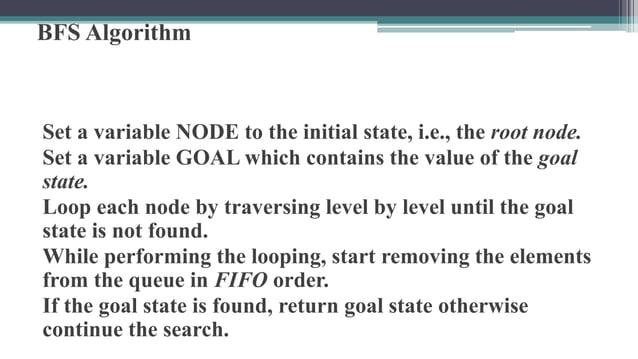 BFS Algorithm
Set a variable NODE to the initial state, i.e., the root node.
Set a variable GOAL which contains the value of the goal
state.
Loop each node by traversing level by level until the goal
state is not found.
While performing the looping, start removing the elements
from the queue in FIFO order.
If the goal state is found, return goal state otherwise
continue the search.